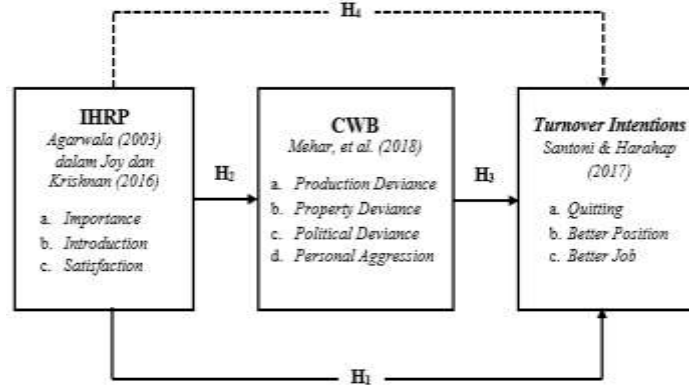 H4
IHRP
Agarwala (2003)
dalam Joy dan
Krishnan (2016)
a. Importance
b. Introduction
c. Satisfaction
H2
CWB
Mehar, et al. (2018)
a. Production Deviance
b. Property Deviance
c. Political Deviance
d. Personal Aggression
H3
Turnover Intentions
Santoni & Harahap
(2017)
a. Quitting
b. Better Position
c. Better Job
H1